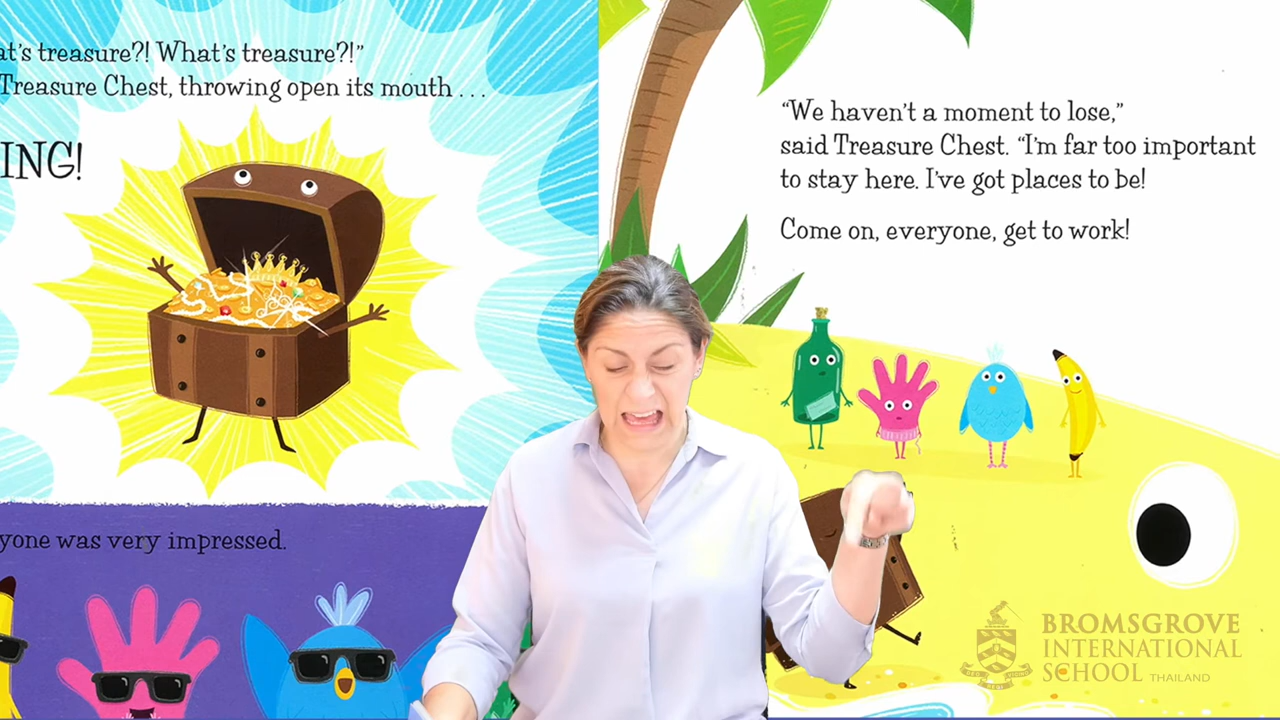 at's treasure?! What's treasure?!"
Treasure Chest, throwing open its mouth . . .
ING!
yone was very impressed.
"We haven't a moment to lose,"
said Treasure Chest. "I'm far too important
to stay here. I've got places to be!
Come on, everyone, get to work!
BROMSGROVE
INTERNATIONAL
SCHOOL THAILAND